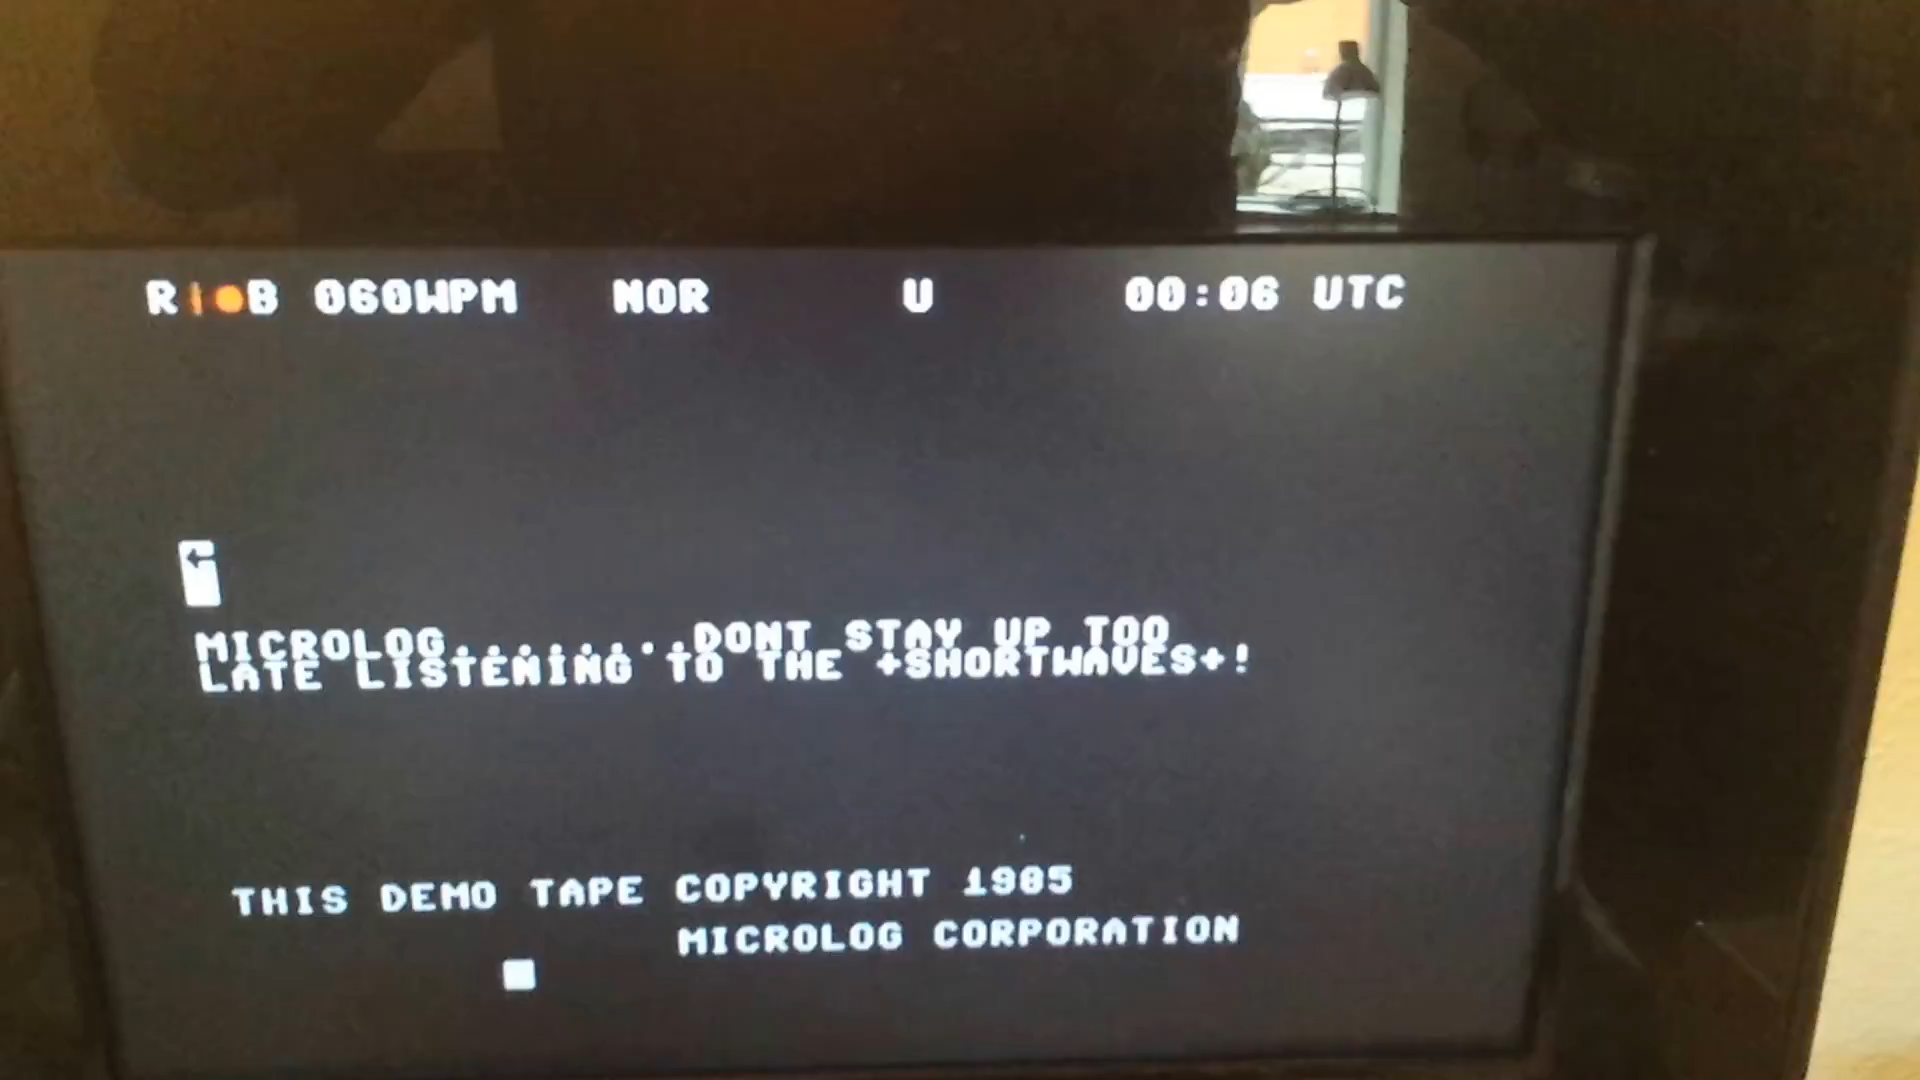 R B 060WPM NOR U 00:06 UTC
MICROLOG.........DONT STAY UP TOO
LATE LISTENING TO THE +SHORTWAVES+!
THIS DEMO TAPE COPYRIGHT 1985
MICROLOG CORPORATION